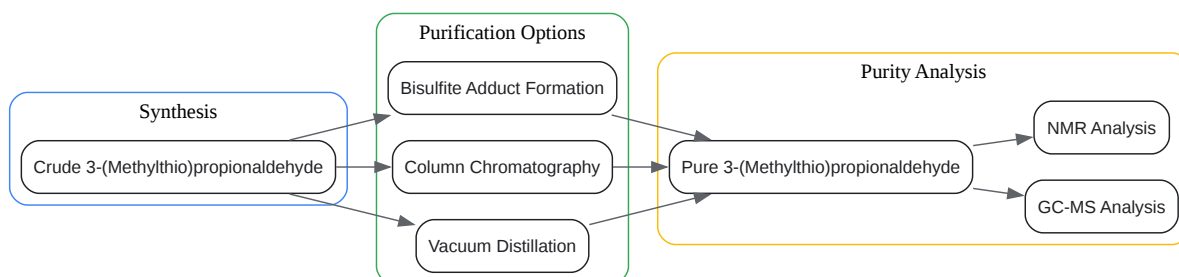 Synthesis
Crude 3-(Methylthio)propionaldehyde
Purification Options
Bisulfite Adduct Formation
Column Chromatography
Vacuum Distillation
Purity Analysis
Pure 3-(Methylthio)propionaldehyde
NMR Analysis
GC-MS Analysis